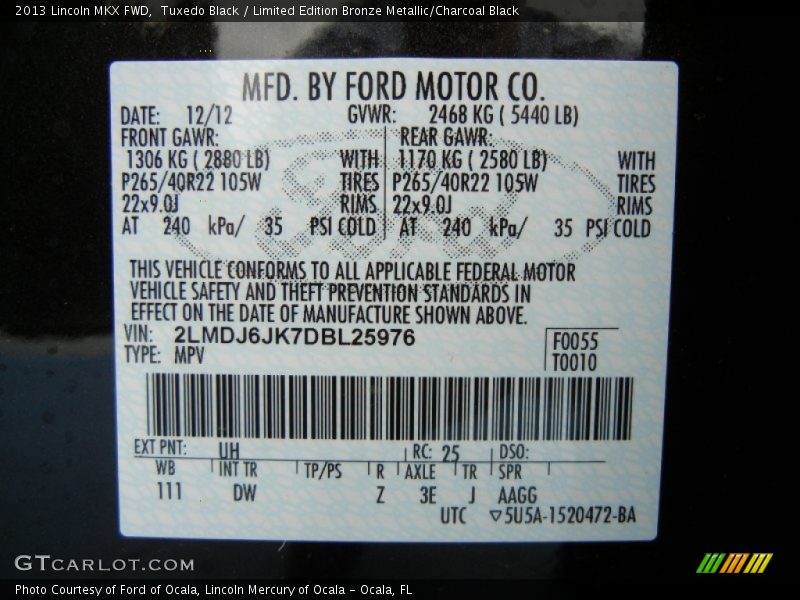 2013 Lincoln MKX FWD,  Tuxedo Black / Limited Edition Bronze Metallic/Charcoal Black
MFD. BY FORD MOTOR CO.
DATE: 12/12 GVWR: 2468 KG ( 5440 LB)
FRONT GAWR: REAR GAWR:
1306 KG ( 2880 LB) WITH 1170 KG ( 2580 LB) WITH
P265/40R22 105W TIRES P265/40R22 105W TIRES
22x9.0J RIMS 22x9.0J RIMS
AT 240 kPa/ 35 PSI COLD AT 240 kPa/ 35 PSI COLD
Ford
THIS VEHICLE CONFORMS TO ALL APPLICABLE FEDERAL MOTOR
VEHICLE SAFETY AND THEFT PREVENTION STANDARDS IN
EFFECT ON THE DATE OF MANUFACTURE SHOWN ABOVE.
VIN: 2LMDJ6JK7DBL25976 F0055
TYPE: MPV T0010
EXT PNT: UH RC: 25 DSO:
WB INT TR TP/PS R AXLE TR SPR
111 DW Z 3E J AAGG
UTC ▽5U5A-1520472-BA
GTCARLOT.COM
Photo Courtesy of Ford of Ocala, Lincoln Mercury of Ocala - Ocala, FL